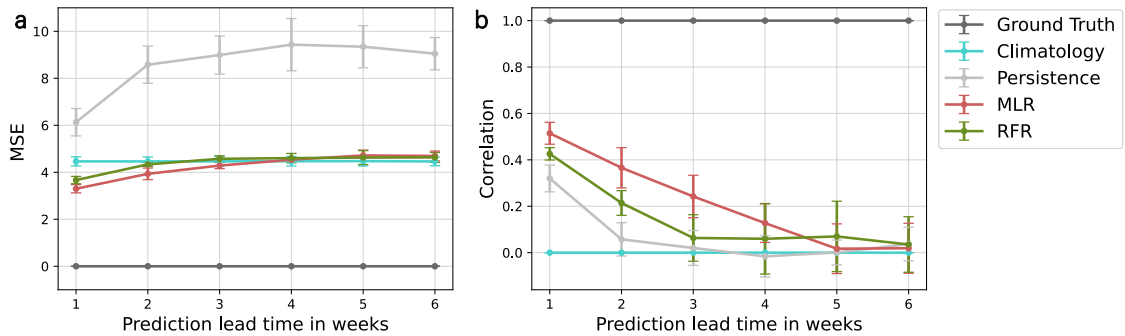 a
MSE
10
8
6
4
2
0
1 2 3 4 5 6
Prediction lead time in weeks
b
Correlation
1.0
0.8
0.6
0.4
0.2
0.0
1 2 3 4 5 6
Prediction lead time in weeks
Ground Truth
Climatology
Persistence
MLR
RFR